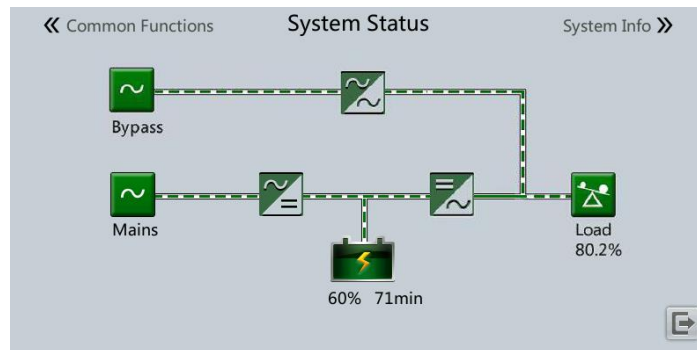 « Common Functions
System Status
System Info »
Bypass
Mains
Load
80.2%
60% 71min